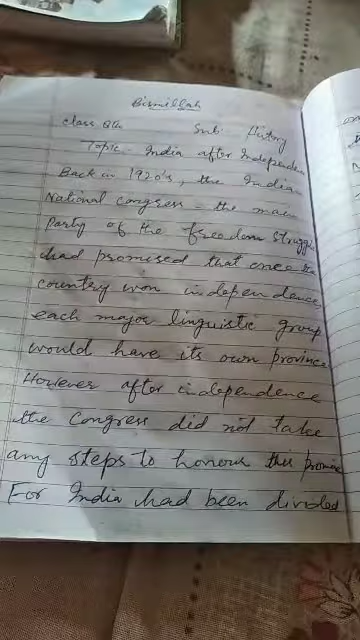 Bismillah
Class 8th Sub: History
Topic - India after Independen
Back in 1920's, the Indian
National congress - the main
Party of the freedom struggle
had promised that once the
country won independence,
each major linguistic group
would have its own province
However after independence
the Congress did not take
any steps to honour this promise
For India had been divided